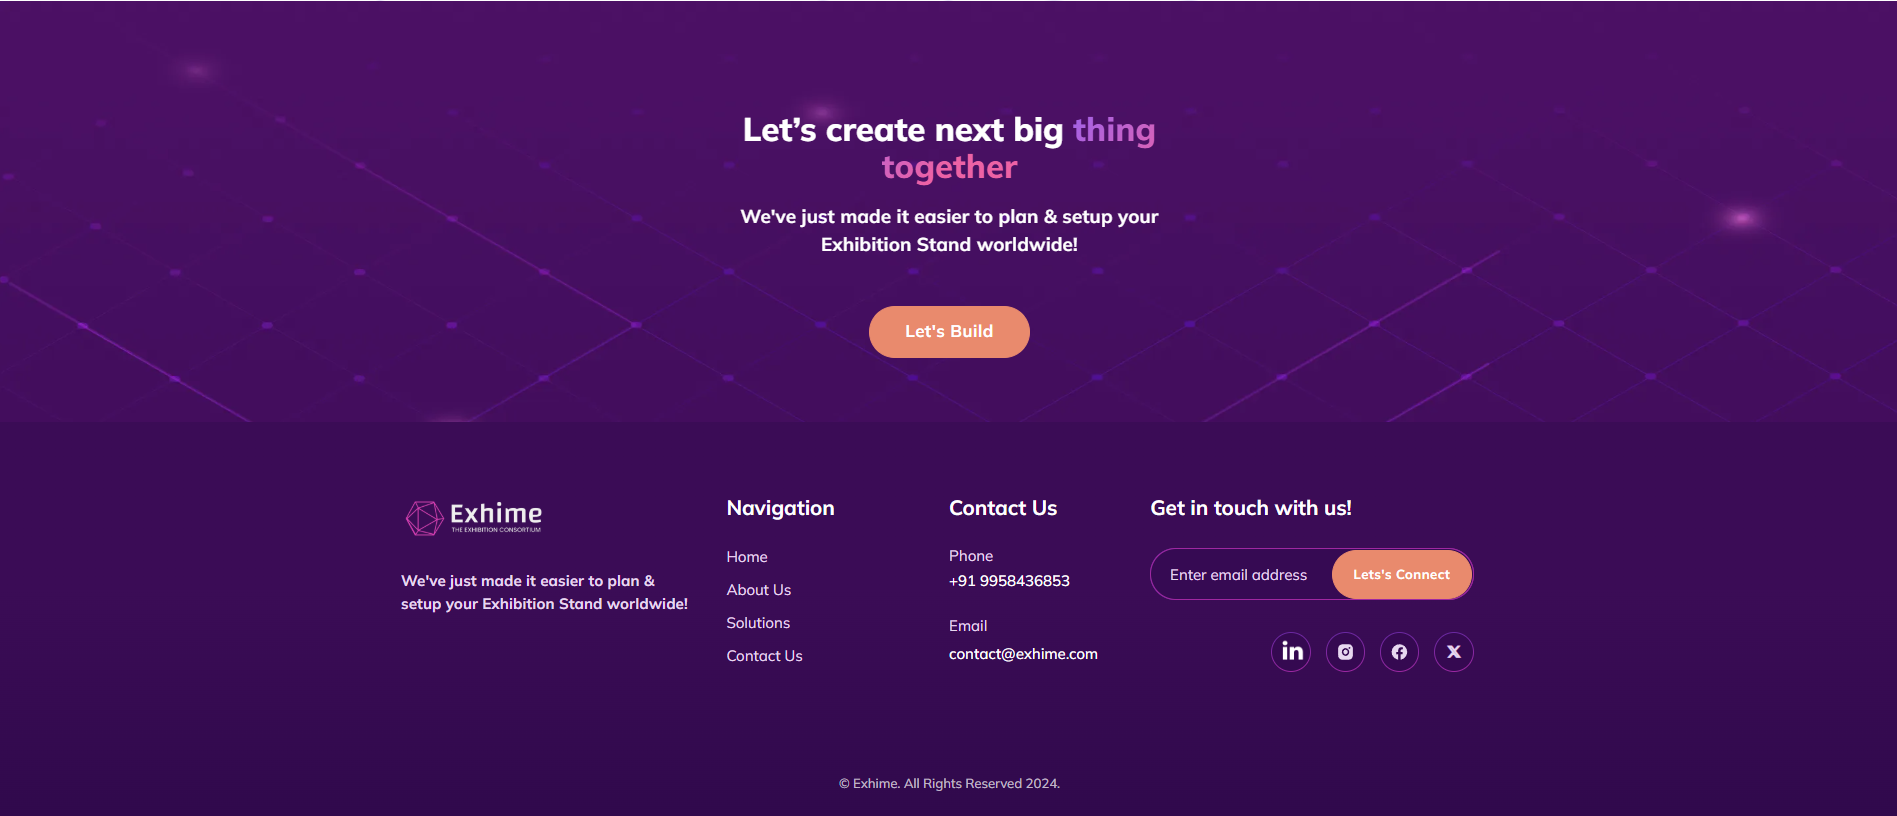 Let’s create next big thing
together
We've just made it easier to plan & setup your
Exhibition Stand worldwide!
Let's Build
Exhime
THE EXHIBITION CONSORTIUM
We've just made it easier to plan &
setup your Exhibition Stand worldwide!
Navigation
Home
About Us
Solutions
Contact Us
Contact Us
Phone
+91 9958436853
Email
contact@exhime.com
Get in touch with us!
Enter email address
Lets's Connect
in
X
© Exhime. All Rights Reserved 2024.